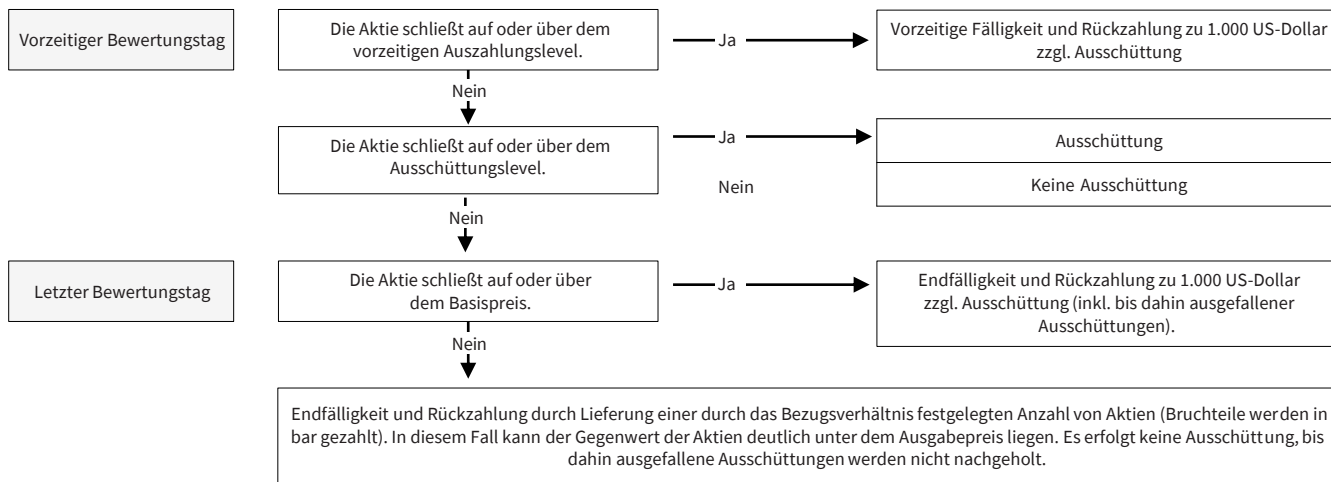 Vorzeitiger Bewertungstag
Die Aktie schließt auf oder über dem
vorzeitigen Auszahlungslevel.
Ja
Vorzeitige Fälligkeit und Rückzahlung zu 1.000 US-Dollar
zzgl. Ausschüttung
Nein
Die Aktie schließt auf oder über dem
Ausschüttungslevel.
Ja
Ausschüttung
Nein
Keine Ausschüttung
Nein
Letzter Bewertungstag
Die Aktie schließt auf oder über
dem Basispreis.
Ja
Endfälligkeit und Rückzahlung zu 1.000 US-Dollar
zzgl. Ausschüttung (inkl. bis dahin ausgefallener
Ausschüttungen).
Nein
Endfälligkeit und Rückzahlung durch Lieferung einer durch das Bezugsverhältnis festgelegten Anzahl von Aktien (Bruchteile werden in
bar gezahlt). In diesem Fall kann der Gegenwert der Aktien deutlich unter dem Ausgabepreis liegen. Es erfolgt keine Ausschüttung, bis
dahin ausgefallene Ausschüttungen werden nicht nachgeholt.